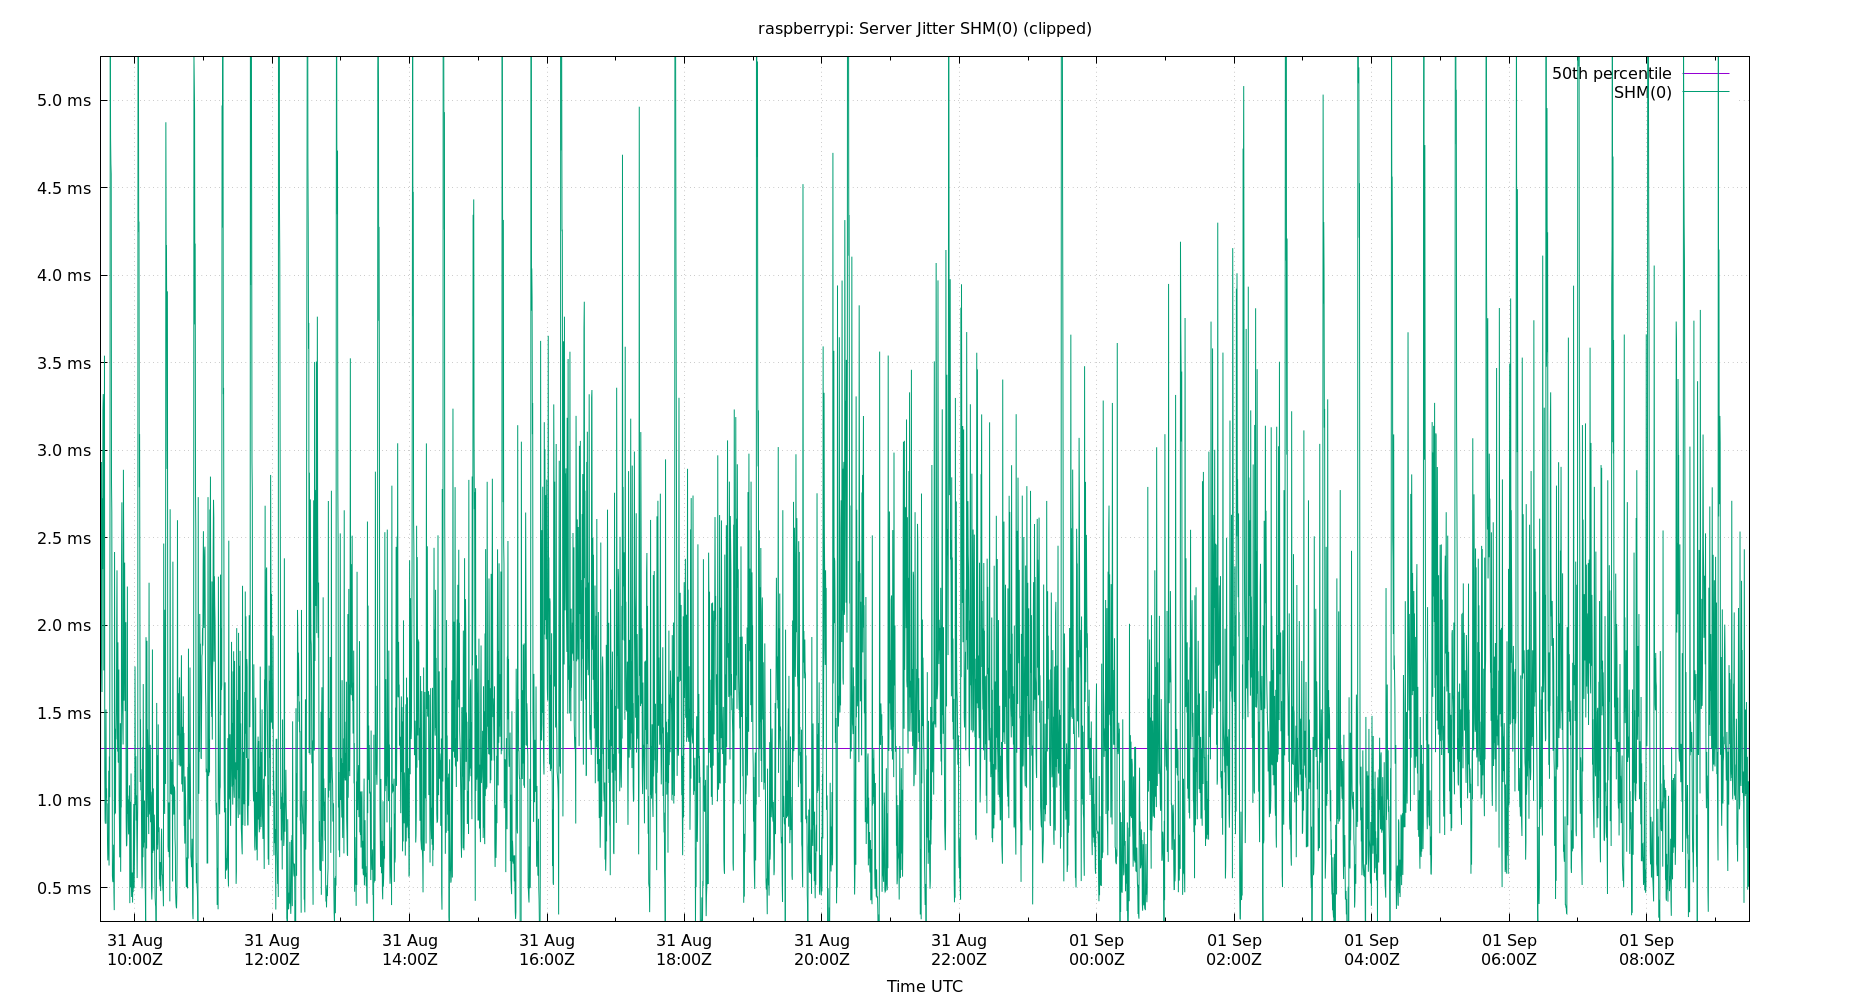 raspberrypi: Server Jitter SHM(0) (clipped)
50th percentile
SHM(0)
5.0 ms
4.5 ms
4.0 ms
3.5 ms
3.0 ms
2.5 ms
2.0 ms
1.5 ms
1.0 ms
0.5 ms
31 Aug 31 Aug 31 Aug 31 Aug 31 Aug 31 Aug 31 Aug 01 Sep 01 Sep 01 Sep 01 Sep 01 Sep
10:00Z 12:00Z 14:00Z 16:00Z 18:00Z 20:00Z 22:00Z 00:00Z 02:00Z 04:00Z 06:00Z 08:00Z
Time UTC